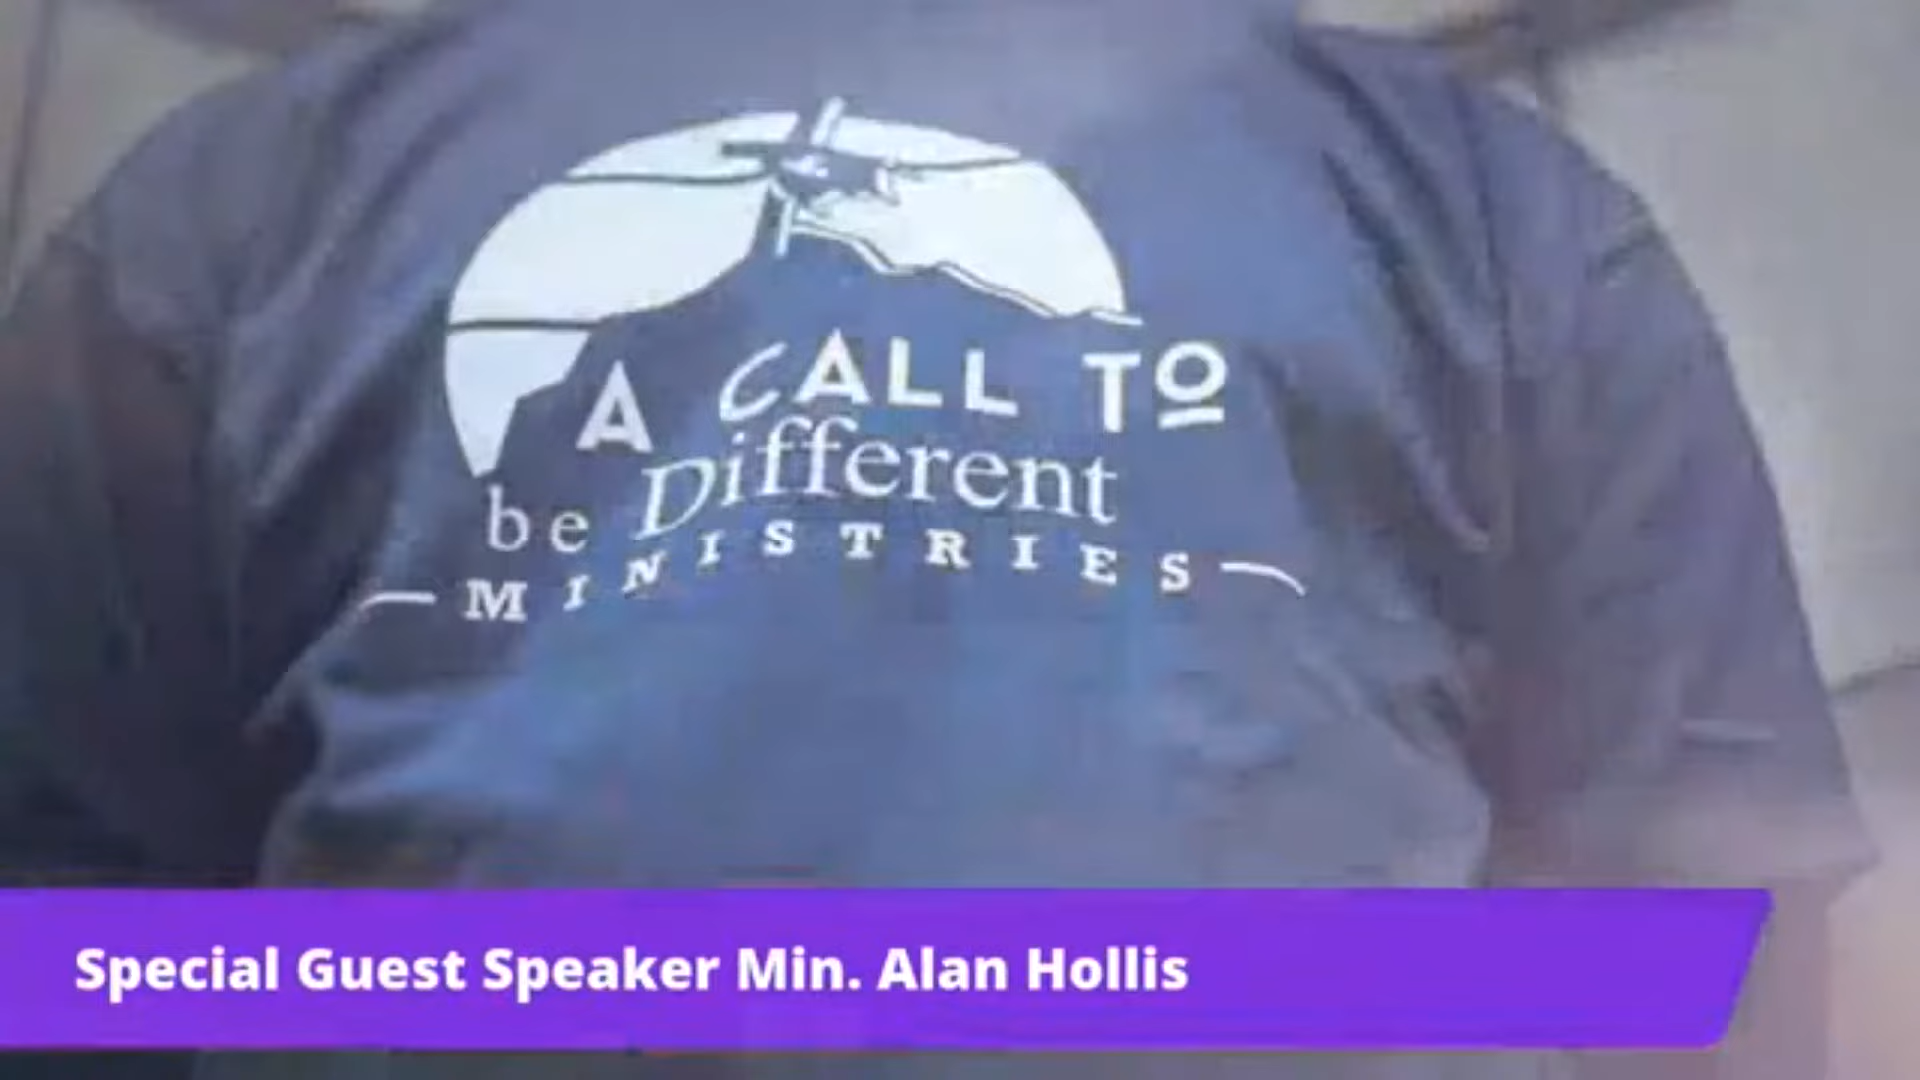 A CALL TO
be Different
MINISTRIES
Special Guest Speaker Min. Alan Hollis